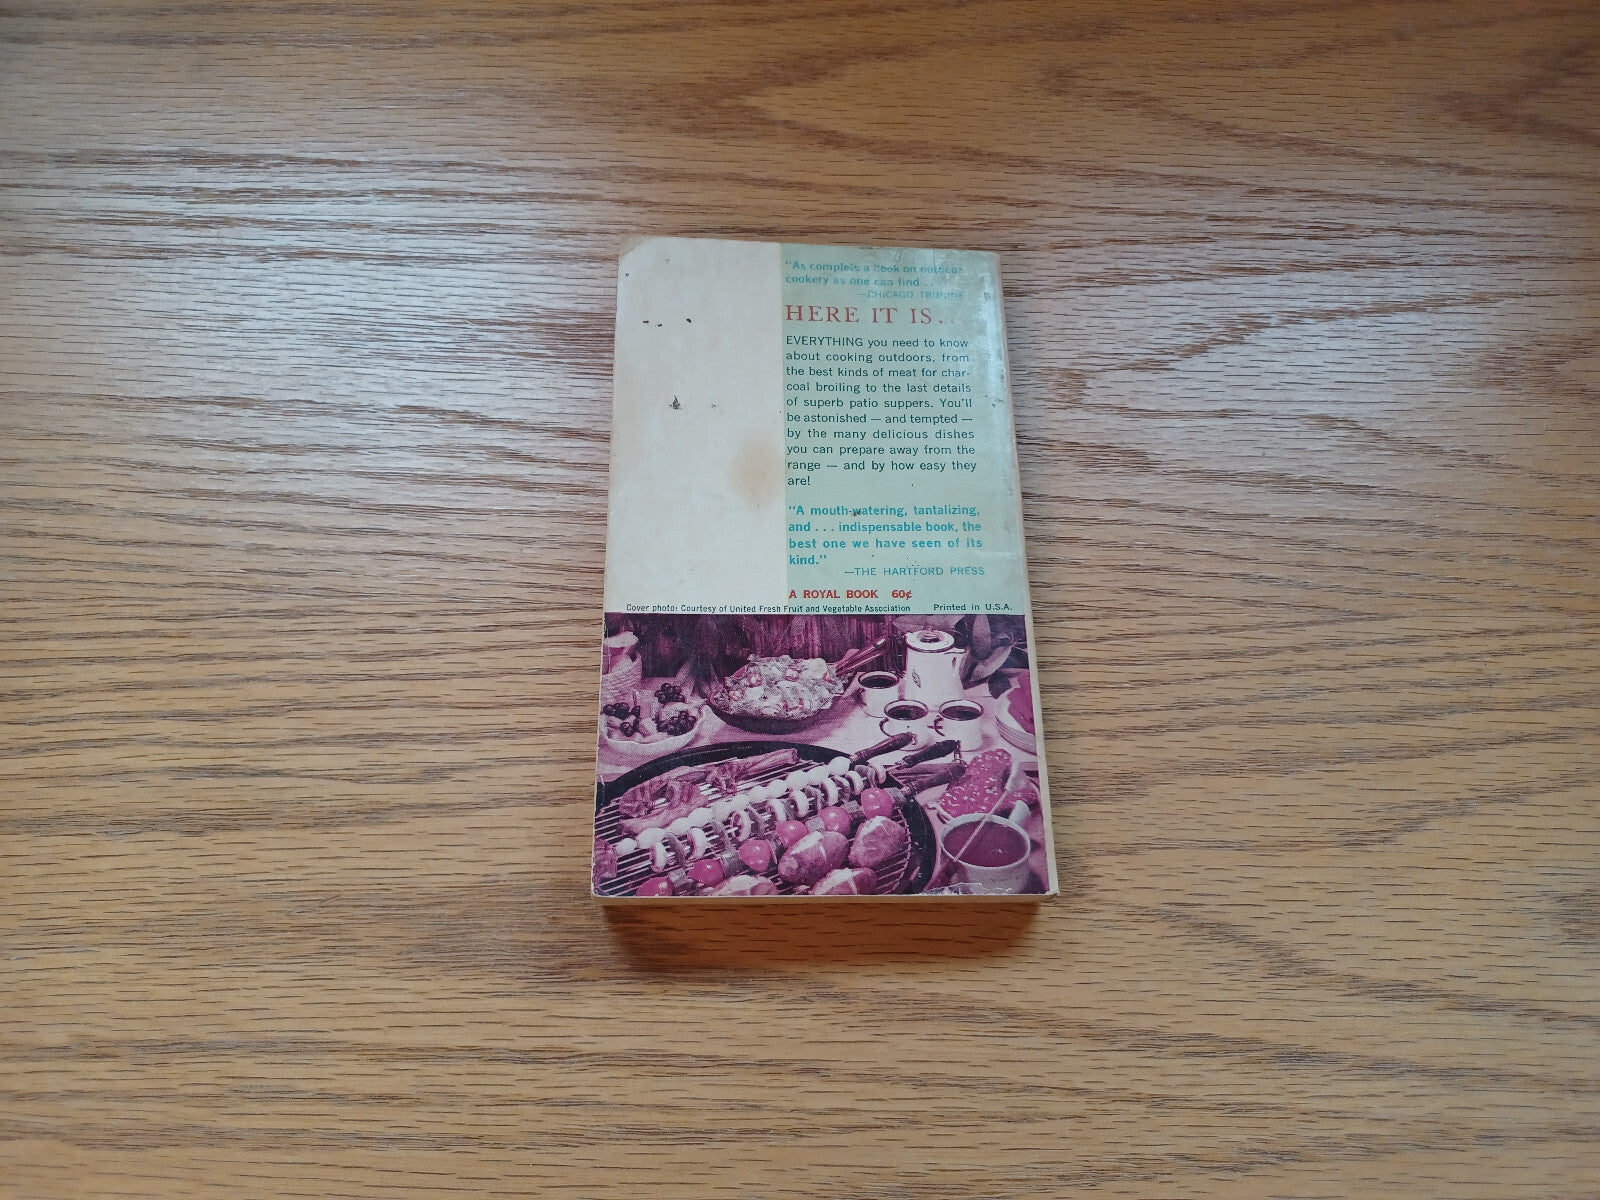 "As complete a book on outdoor
cookery as one can find . .
—CHICAGO TRIBUNE
HERE IT IS...
EVERYTHING you need to know
about cooking outdoors, from
the best kinds of meat for char-
coal broiling to the last details
of superb patio suppers. You'll
be astonished — and tempted —
by the many delicious dishes
you can prepare away from the
range — and by how easy they
are!
"A mouth-watering, tantalizing,
and . . . indispensable book, the
best one we have seen of its
kind."
—THE HARTFORD PRESS
A ROYAL BOOK 60¢
Cover photo: Courtesy of United Fresh Fruit and Vegetable Association Printed in U.S.A.